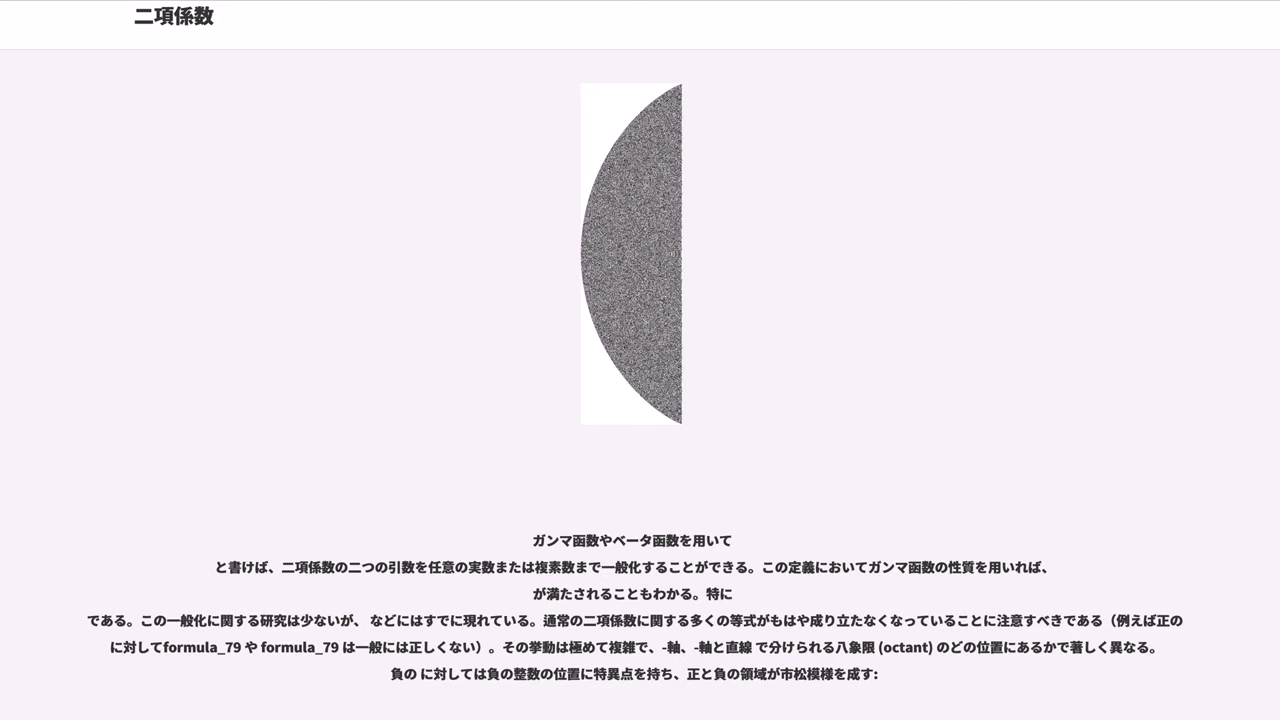 二項係数
ガンマ函数やベータ函数を用いて
と書けば、二項係数の二つの引数を任意の実数または複素数まで一般化することができる。この定義においてガンマ函数の性質を用いれば、
が満たされることもわかる。特に
である。この一般化に関する研究は少ないが、 などにはすでに現れている。通常の二項係数に関する多くの等式がもはや成り立たなくなっていることに注意すべきである（例えば正の
に対してformula_79 や formula_79 は一般には正しくない）。その挙動は極めて複雑で、-軸、-軸と直線 で分けられる八象限 (octant) のどの位置にあるかで著しく異なる。
負の に対しては負の整数の位置に特異点を持ち、正と負の領域が市松模様を成す: